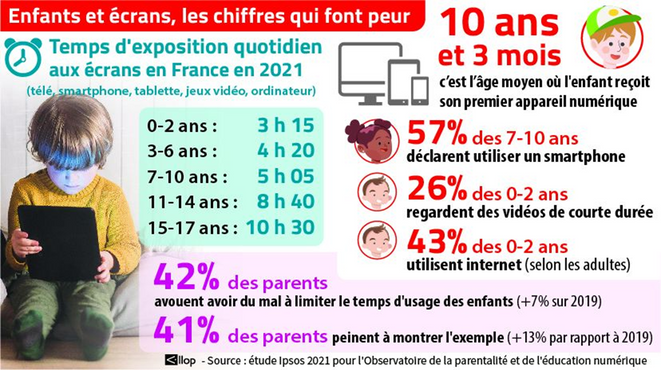 Enfants et écrans, les chiffres qui font peur
Temps d'exposition quotidien
aux écrans en France en 2021
(télé, smartphone, tablette, jeux vidéo, ordinateur)
0-2 ans : 3 h 15
3-6 ans : 4 h 20
7-10 ans : 5 h 05
11-14 ans : 8 h 40
15-17 ans : 10 h 30
10 ans
et 3 mois
c'est l'âge moyen où l'enfant reçoit
son premier appareil numérique
57% des 7-10 ans
déclarent utiliser un smartphone
26% des 0-2 ans
regardent des vidéos de courte durée
43% des 0-2 ans
utilisent internet (selon les adultes)
42% des parents
avouent avoir du mal à limiter le temps d'usage des enfants (+7% sur 2019)
41% des parents peinent à montrer l'exemple (+13% par rapport à 2019)
llop - Source : étude Ipsos 2021 pour l'Observatoire de la parentalité et de l'éducation numérique